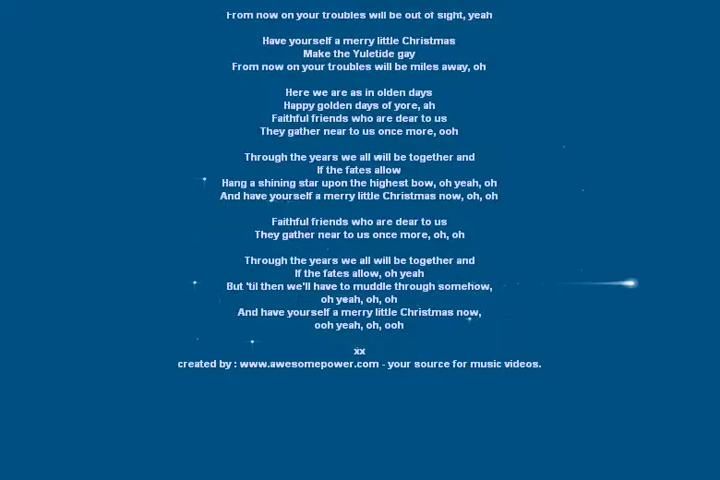 From now on your troubles will be out of sight, yeah
Have yourself a merry little Christmas
Make the Yuletide gay
From now on your troubles will be miles away, oh
Here we are as in olden days
Happy golden days of yore, ah
Faithful friends who are dear to us
They gather near to us once more, ooh
Through the years we all will be together and
If the fates allow
Hang a shining star upon the highest bow, oh yeah, oh
And have yourself a merry little Christmas now, oh, oh
Faithful friends who are dear to us
They gather near to us once more, oh, oh
Through the years we all will be together and
If the fates allow, oh yeah
But 'til then we'll have to muddle through somehow,
oh yeah, oh, oh
And have yourself a merry little Christmas now,
ooh yeah, oh, ooh
xx
created by : www.awesomepower.com - your source for music videos.